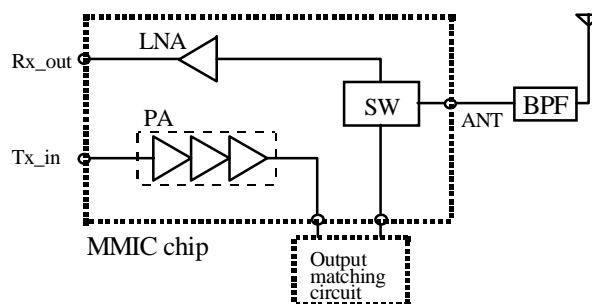 LNA
Rx_out
SW
BPF
ANT
PA
Tx_in
MMIC chip
Output
matching
circuit